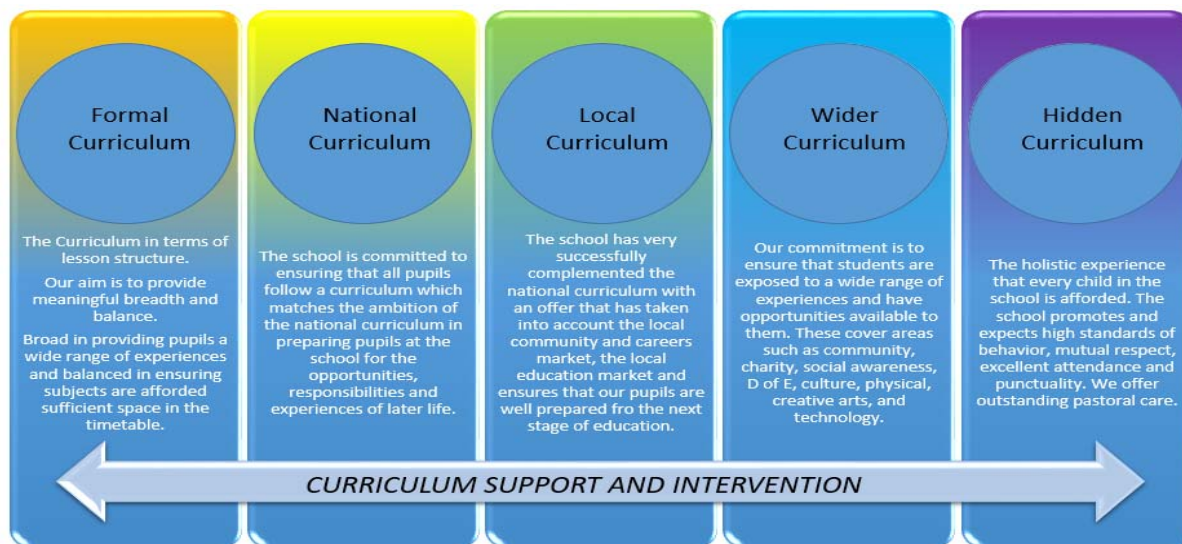 Formal
Curriculum
The Curriculum in terms of
lesson structure.
Our aim is to provide
meaningful breadth and
balance.
Broad in providing pupils a
wide range of experiences
and balanced in ensuring
subjects are afforded
sufficient space in the
timetable.
National
Curriculum
The school is committed to
ensuring that all pupils
follow a curriculum which
matches the ambition of
the national curriculum in
preparing pupils at the
school for the
opportunities,
responsibilities and
experiences of later life.
Local
Curriculum
The school has very
successfully
complemented the
national curriculum with
an offer that has taken
into account the local
community and careers
market, the local
education market and
ensures that our pupils are
well prepared fro the next
stage of education.
Wider
Curriculum
Our commitment is to
ensure that students are
exposed to a wide range of
experiences and have
opportunities available to
them. These cover areas
such as community,
charity, social awareness,
D of E, culture, physical,
creative arts, and
technology.
Hidden
Curriculum
The holistic experience
that every child in the
school is afforded. The
school promotes and
expects high standards of
behavior, mutual respect,
excellent attendance and
punctuality. We offer
outstanding pastoral care.
CURRICULUM SUPPORT AND INTERVENTION